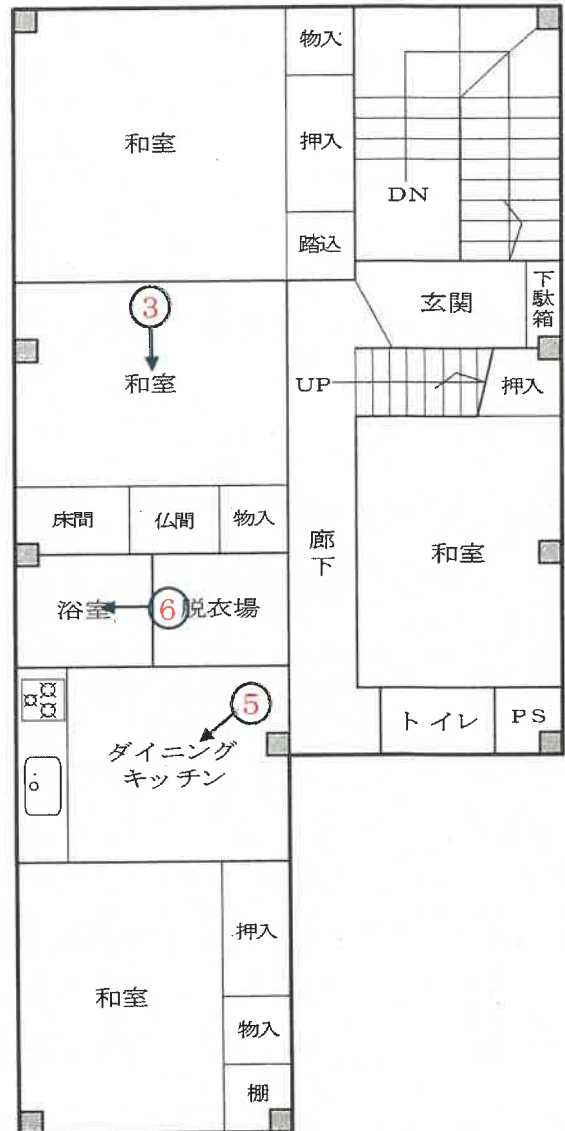 物入
和室
押入
DN
踏込
玄関
下駄箱
③
和室
UP
押入
床間
仏間
物入
廊下
和室
浴室
⑥
脱衣場
⑤
トイレ
PS
ダイニング
キッチン
押入
和室
物入
棚